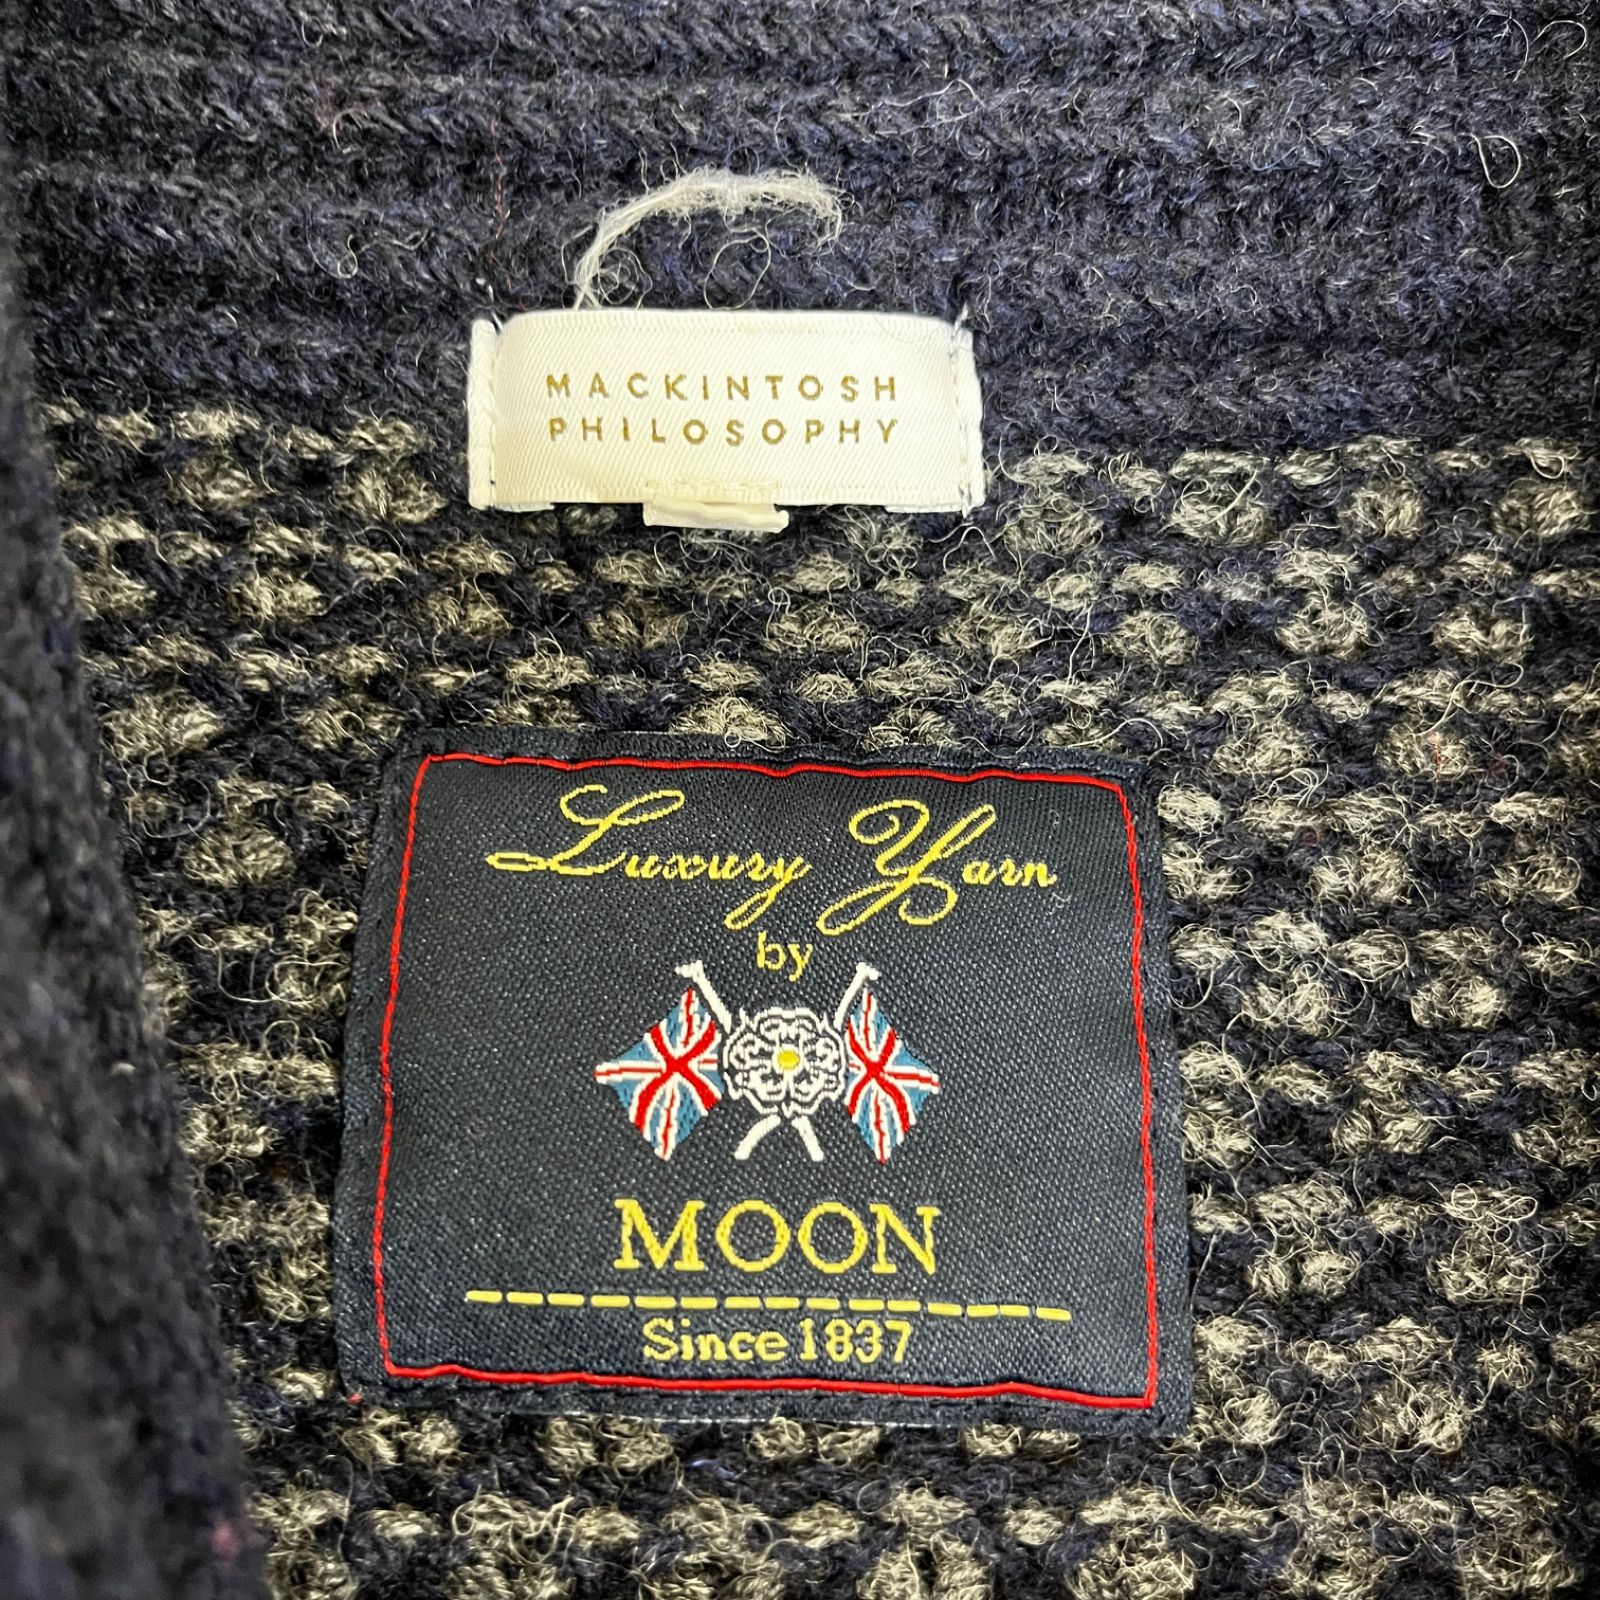 MACKINTOSH
PHILOSOPHY
Luxury Yarn
by
MOON
Since 1837